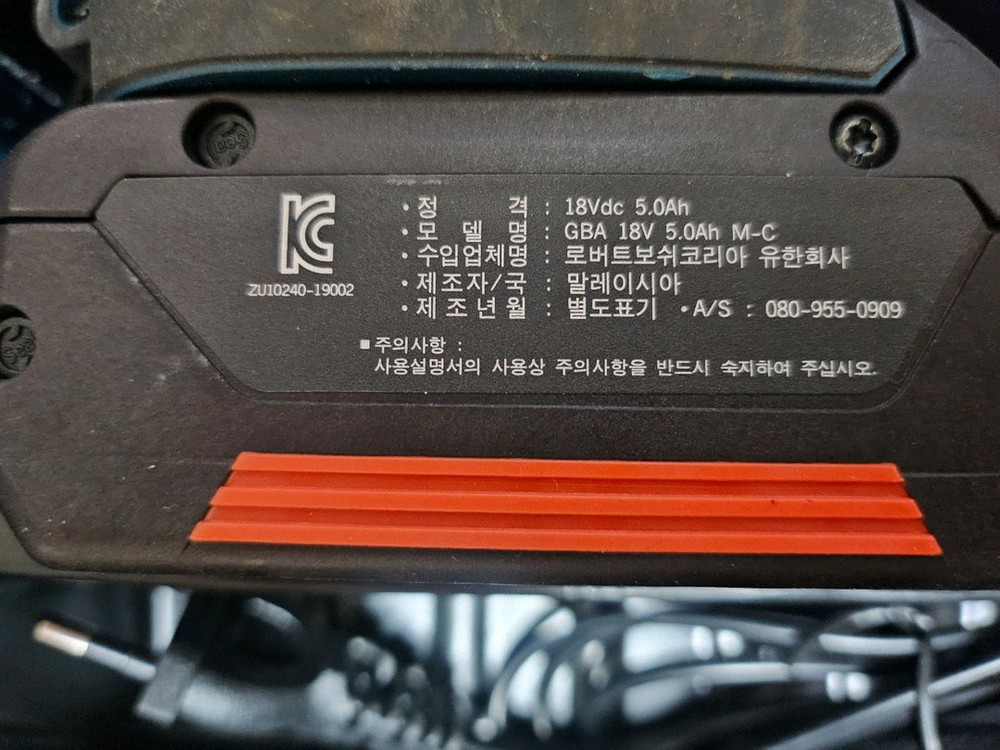 KC
ZU10240-19002
• 정 격 : 18Vdc 5.0Ah
• 모 델 명 : GBA 18V 5.0Ah M-C
• 수입업체명 : 로버트보쉬코리아 유한회사
• 제조자/국 : 말레이시아
• 제 조 년 월 : 별도표기 • A/S : 080-955-0909
■ 주의사항 :
사용설명서의 사용상 주의사항을 반드시 숙지하여 주십시오.